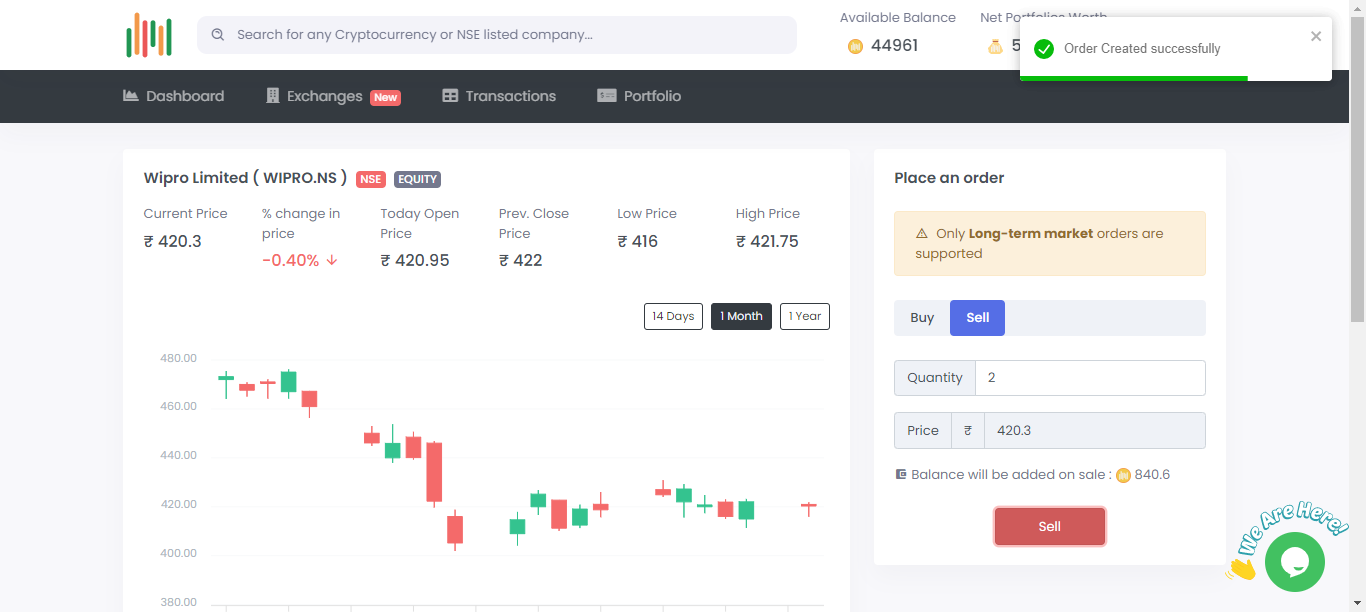 Available Balance
44961
Search for any Cryptocurrency or NSE listed company...
Order Created successfully
Dashboard
Exchanges New
Transactions
Portfolio
Wipro Limited ( WIPRO.NS ) NSE EQUITY
Current Price
₹ 420.3
% change in
price
-0.40% ↓
Today Open
Price
₹ 420.95
Prev. Close
Price
₹ 422
Low Price
₹ 416
High Price
₹ 421.75
14 Days
1 Month
1 Year
480.00
460.00
440.00
420.00
400.00
380.00
Place an order
Only Long-term market orders are
supported
Buy
Sell
Quantity 2
Price ₹ 420.3
Balance will be added on sale : 840.6
Sell
We Are Here!